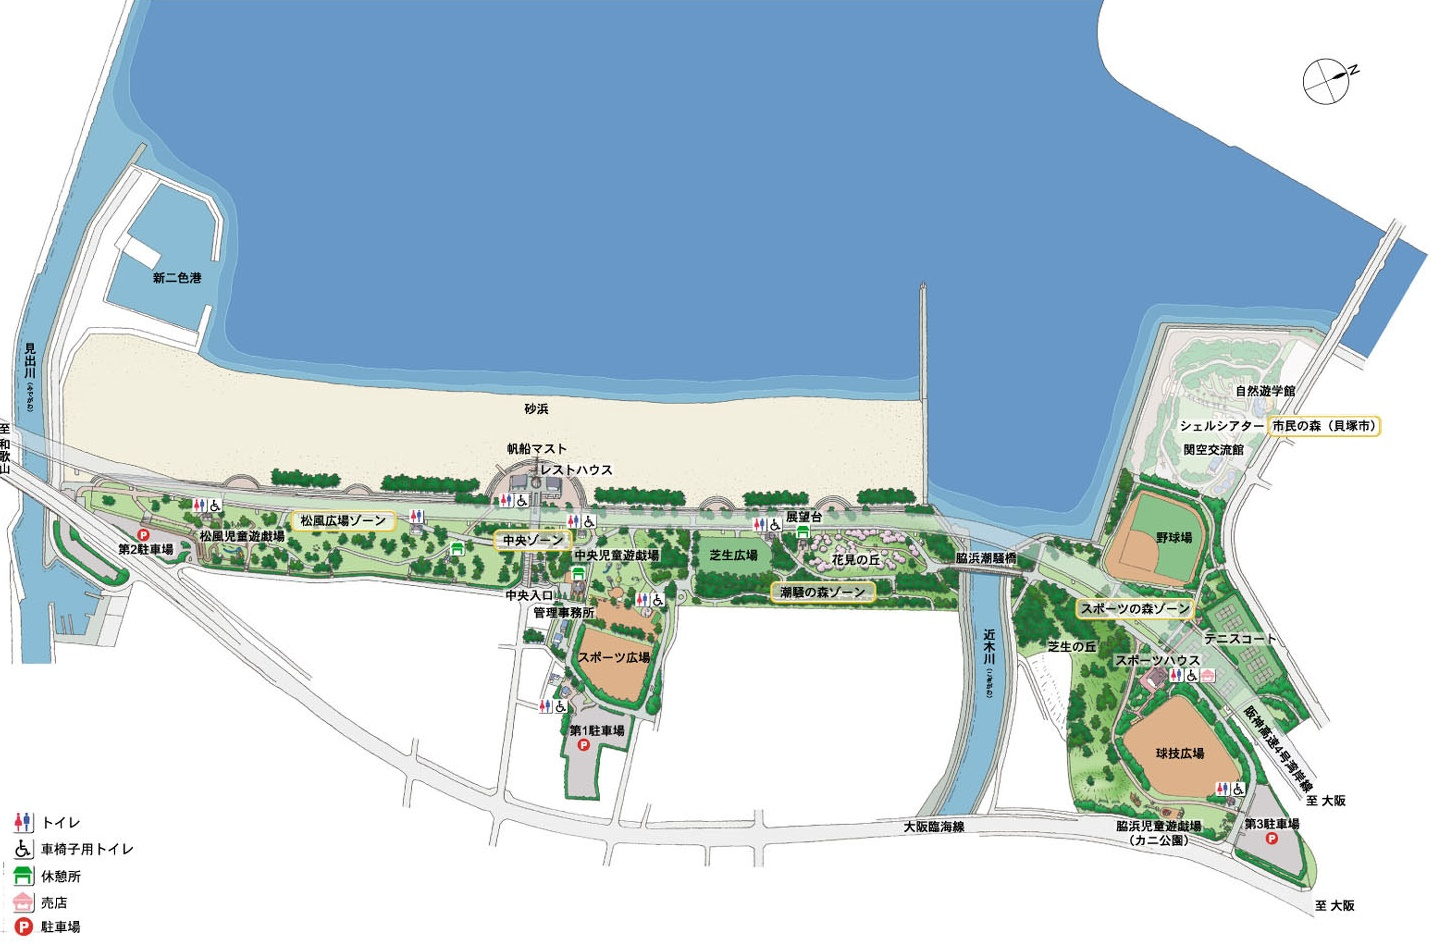 N
新二色港
見出川(みでがわ)
至 和歌山
砂浜
帆船マスト
レストハウス
自然遊学館
シェルシアター
市民の森（貝塚市）
関空交流館
松風広場ゾーン
松風児童遊戯場
第2駐車場
P
中央ゾーン
中央児童遊戯場
展望台
芝生広場
花見の丘
潮騒の森ゾーン
脇浜潮騒橋
野球場
中央入口
管理事務所
スポーツの森ゾーン
テニスコート
スポーツ広場
近木川(こぎがわ)
芝生の丘
スポーツハウス
第1駐車場
P
球技広場
阪神高速4号湾岸線
至 大阪
大阪臨海線
脇浜児童遊戯場
（カニ公園）
第3駐車場
P
至 大阪
トイレ
車椅子用トイレ
休憩所
売店
P 駐車場